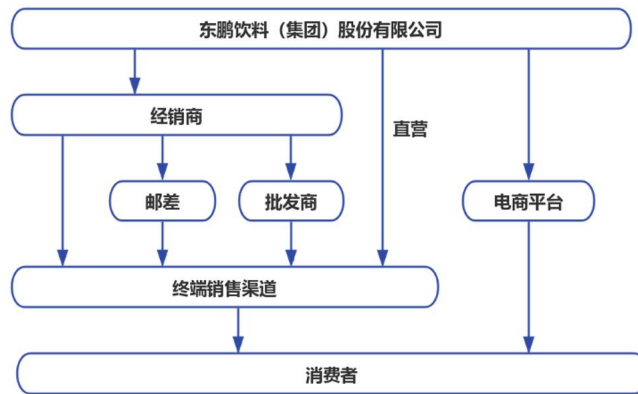 东鹏饮料（集团）股份有限公司
经销商
直营
邮差
批发商
电商平台
终端销售渠道
消费者